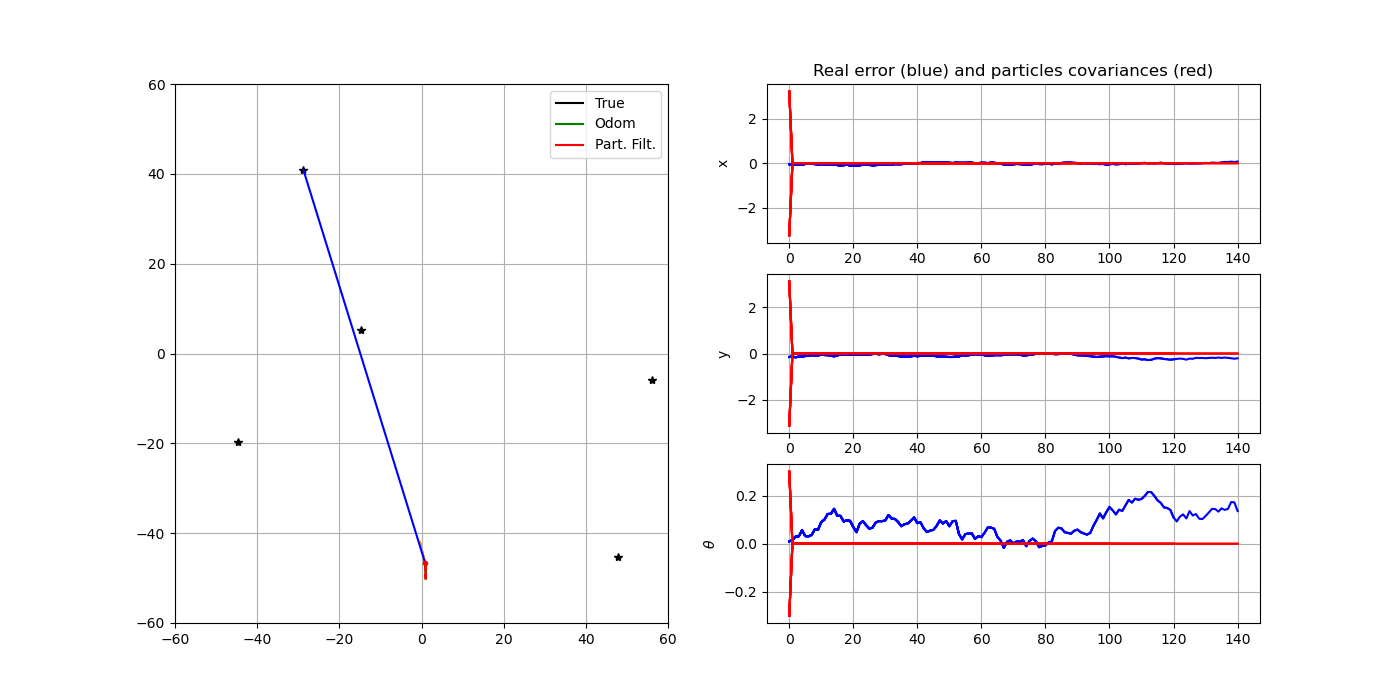 60
40
20
0
−20
−40
−60
−60 −40 −20 0 20 40 60
True
Odom
Part. Filt.
Real error (blue) and particles covariances (red)
x
2
0
−2
0 20 40 60 80 100 120 140
y
2
0
−2
0 20 40 60 80 100 120 140
θ
0.2
0.0
−0.2
0 20 40 60 80 100 120 140